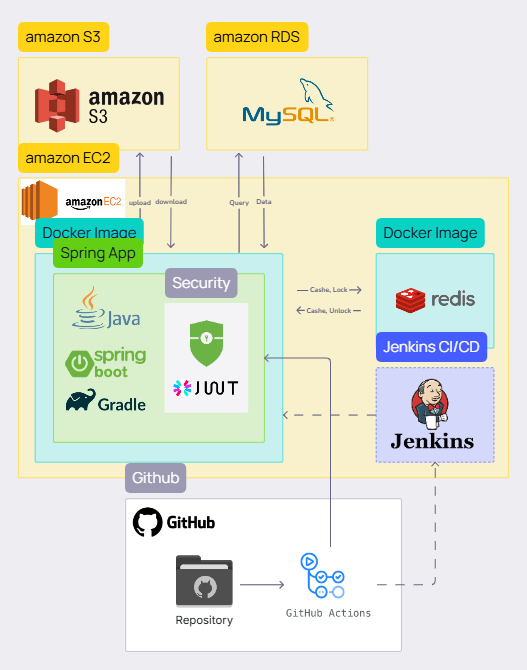 amazon S3
amazon RDS
amazon
S3
MySQL®
amazon EC2
amazon EC2
upload
download
Query
Data
Docker Image
Docker Image
Spring App
Security
Java
spring
boot
Gradle
JWT
Cashe, Lock
Cashe, Unlock
redis
Jenkins CI/CD
Jenkins
Github
GitHub
Repository
GitHub Actions